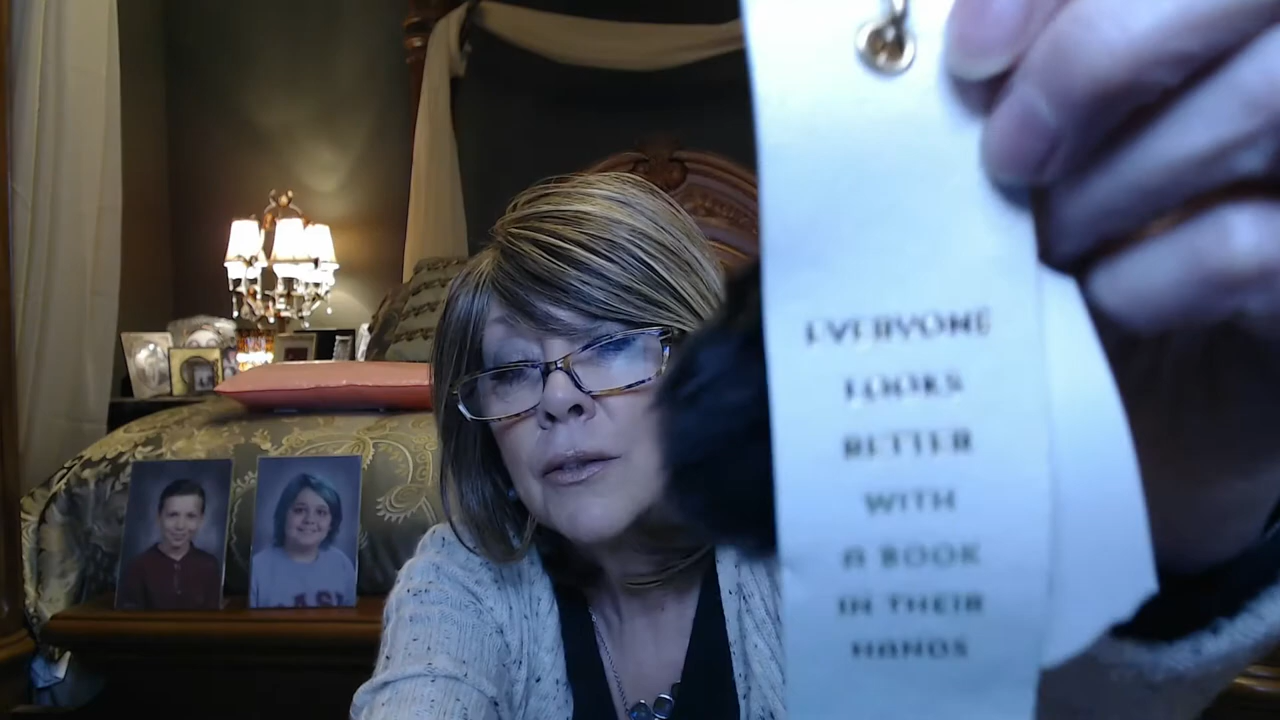 EVERYONE
LOOKS
BETTER
WITH
A BOOK
IN THEIR
HANDS